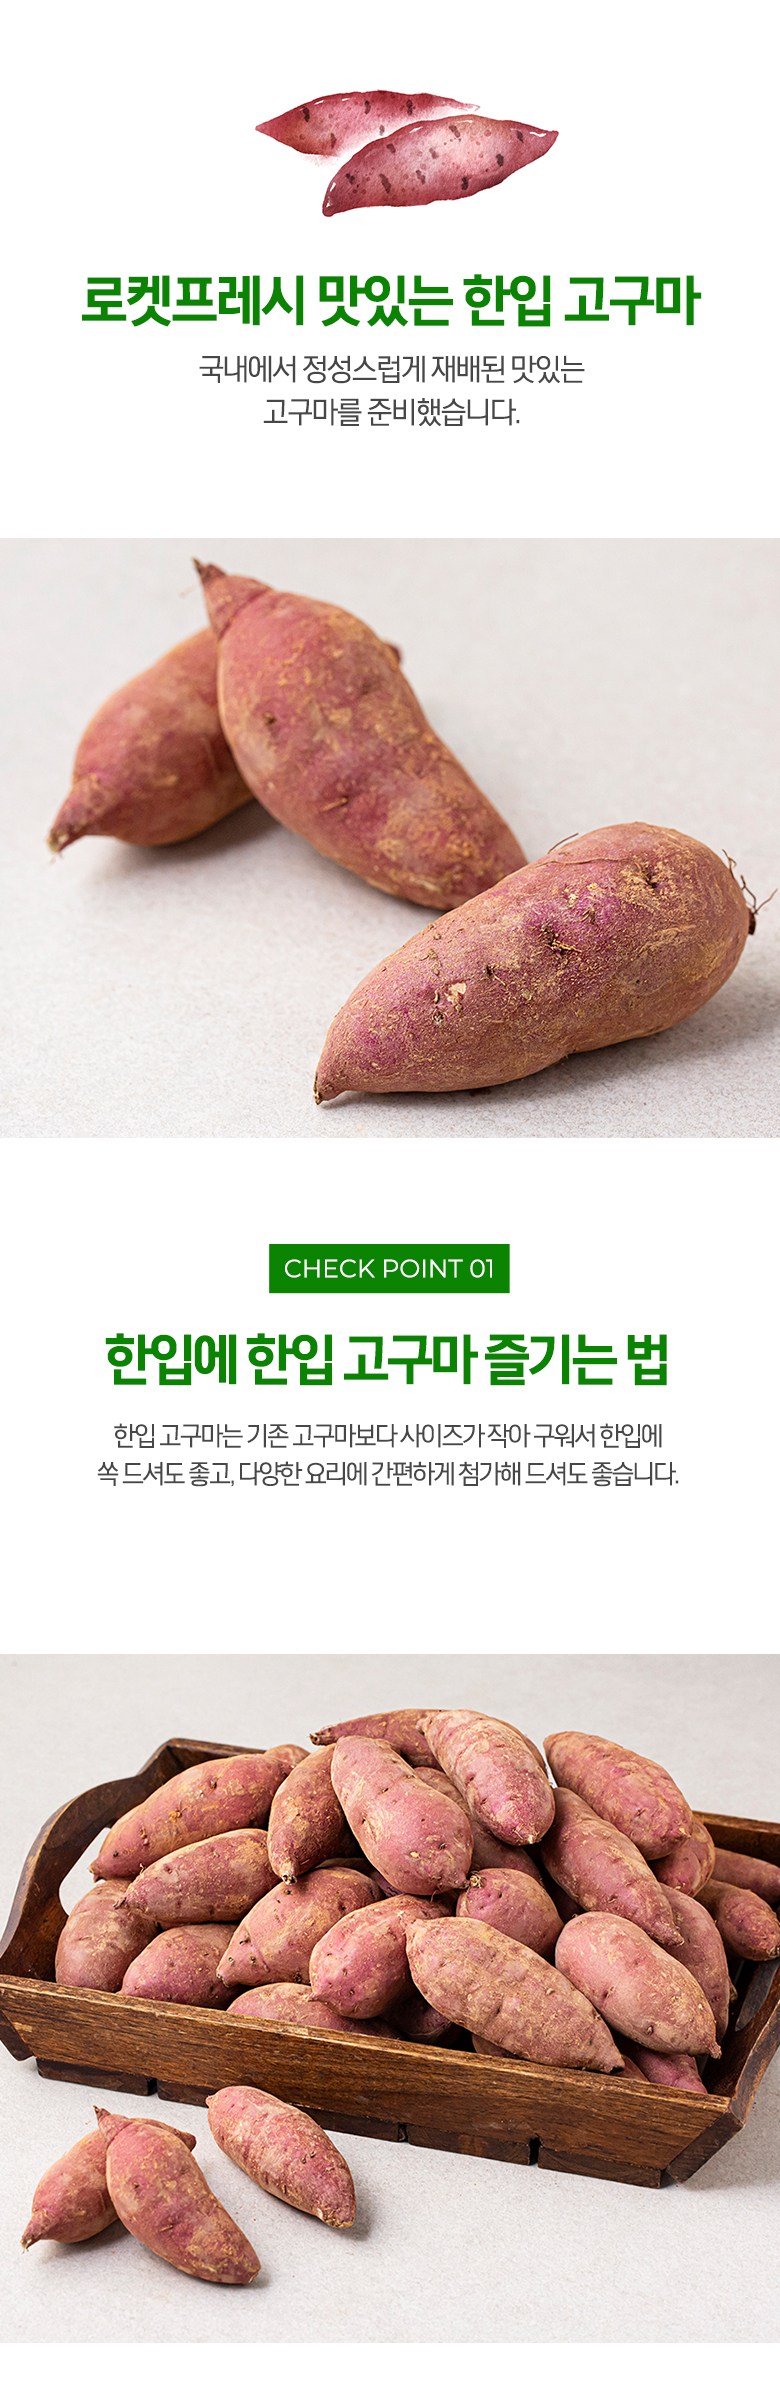 로켓프레시 맛있는 한입 고구마
국내에서 정성스럽게 재배된 맛있는
고구마를 준비했습니다.
CHECK POINT 01
한입에 한입 고구마 즐기는 법
한입 고구마는 기존 고구마보다 사이즈가 작아 구워서 한입에
쏙 드셔도 좋고, 다양한 요리에 간편하게 첨가해 드셔도 좋습니다.